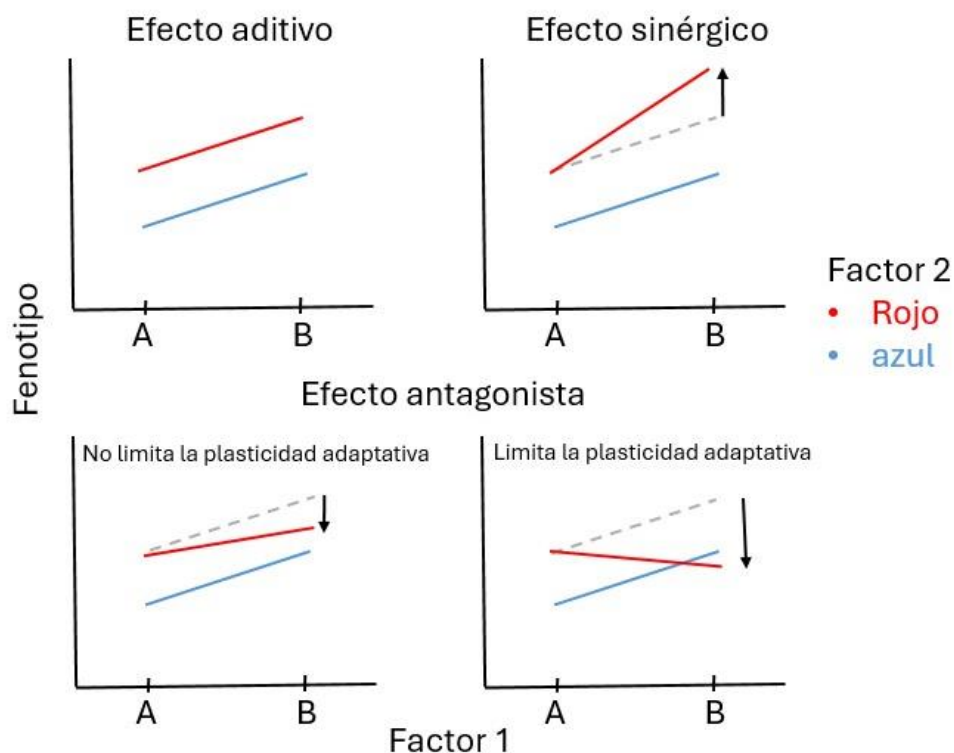 Efecto aditivo
Efecto sinérgico
Fenotipo
A
B
A
B
Factor 2
• Rojo
• azul
Efecto antagonista
No limita la plasticidad adaptativa
Limita la plasticidad adaptativa
A
B
A
B
Factor 1